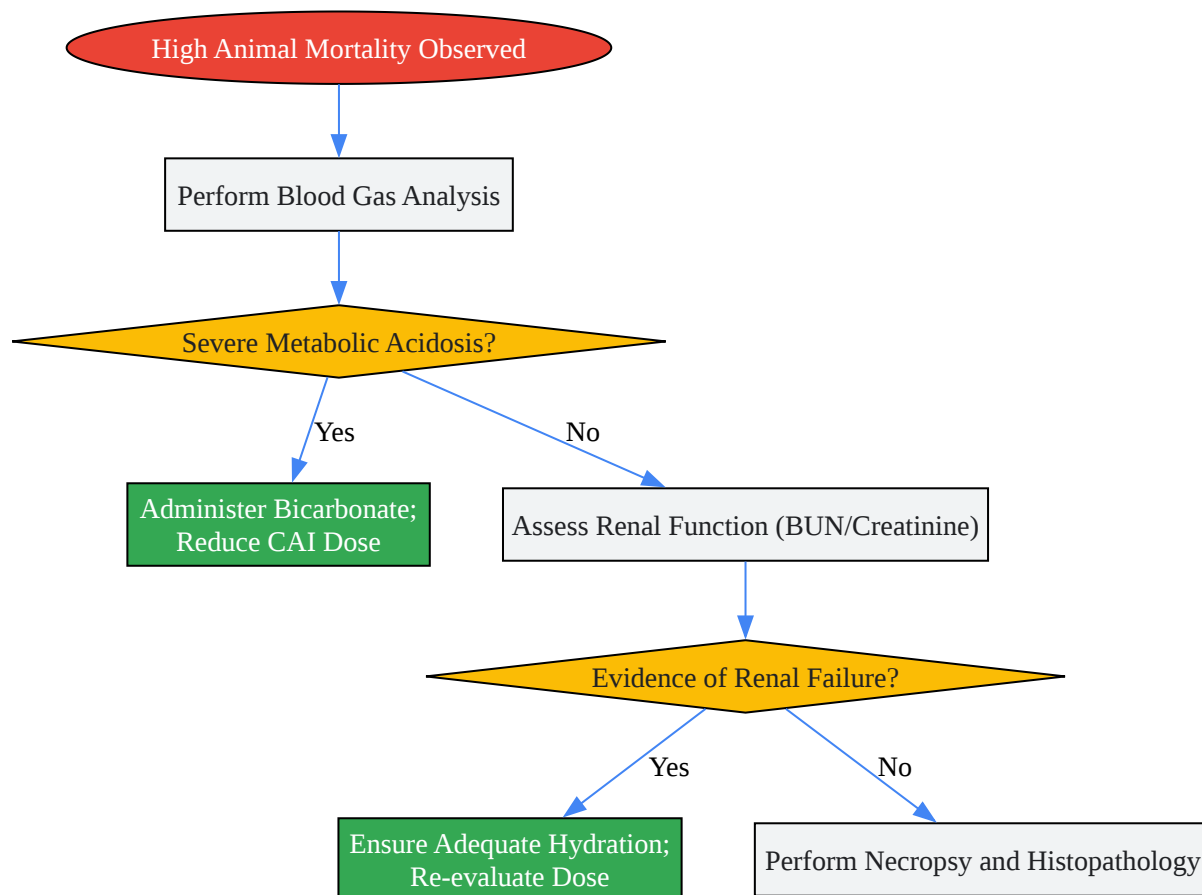 High Animal Mortality Observed
Perform Blood Gas Analysis
Severe Metabolic Acidosis?
Yes
No
Administer Bicarbonate;
Reduce CAI Dose
Assess Renal Function (BUN/Creatinine)
Evidence of Renal Failure?
Yes
No
Ensure Adequate Hydration;
Re-evaluate Dose
Perform Necropsy and Histopathology